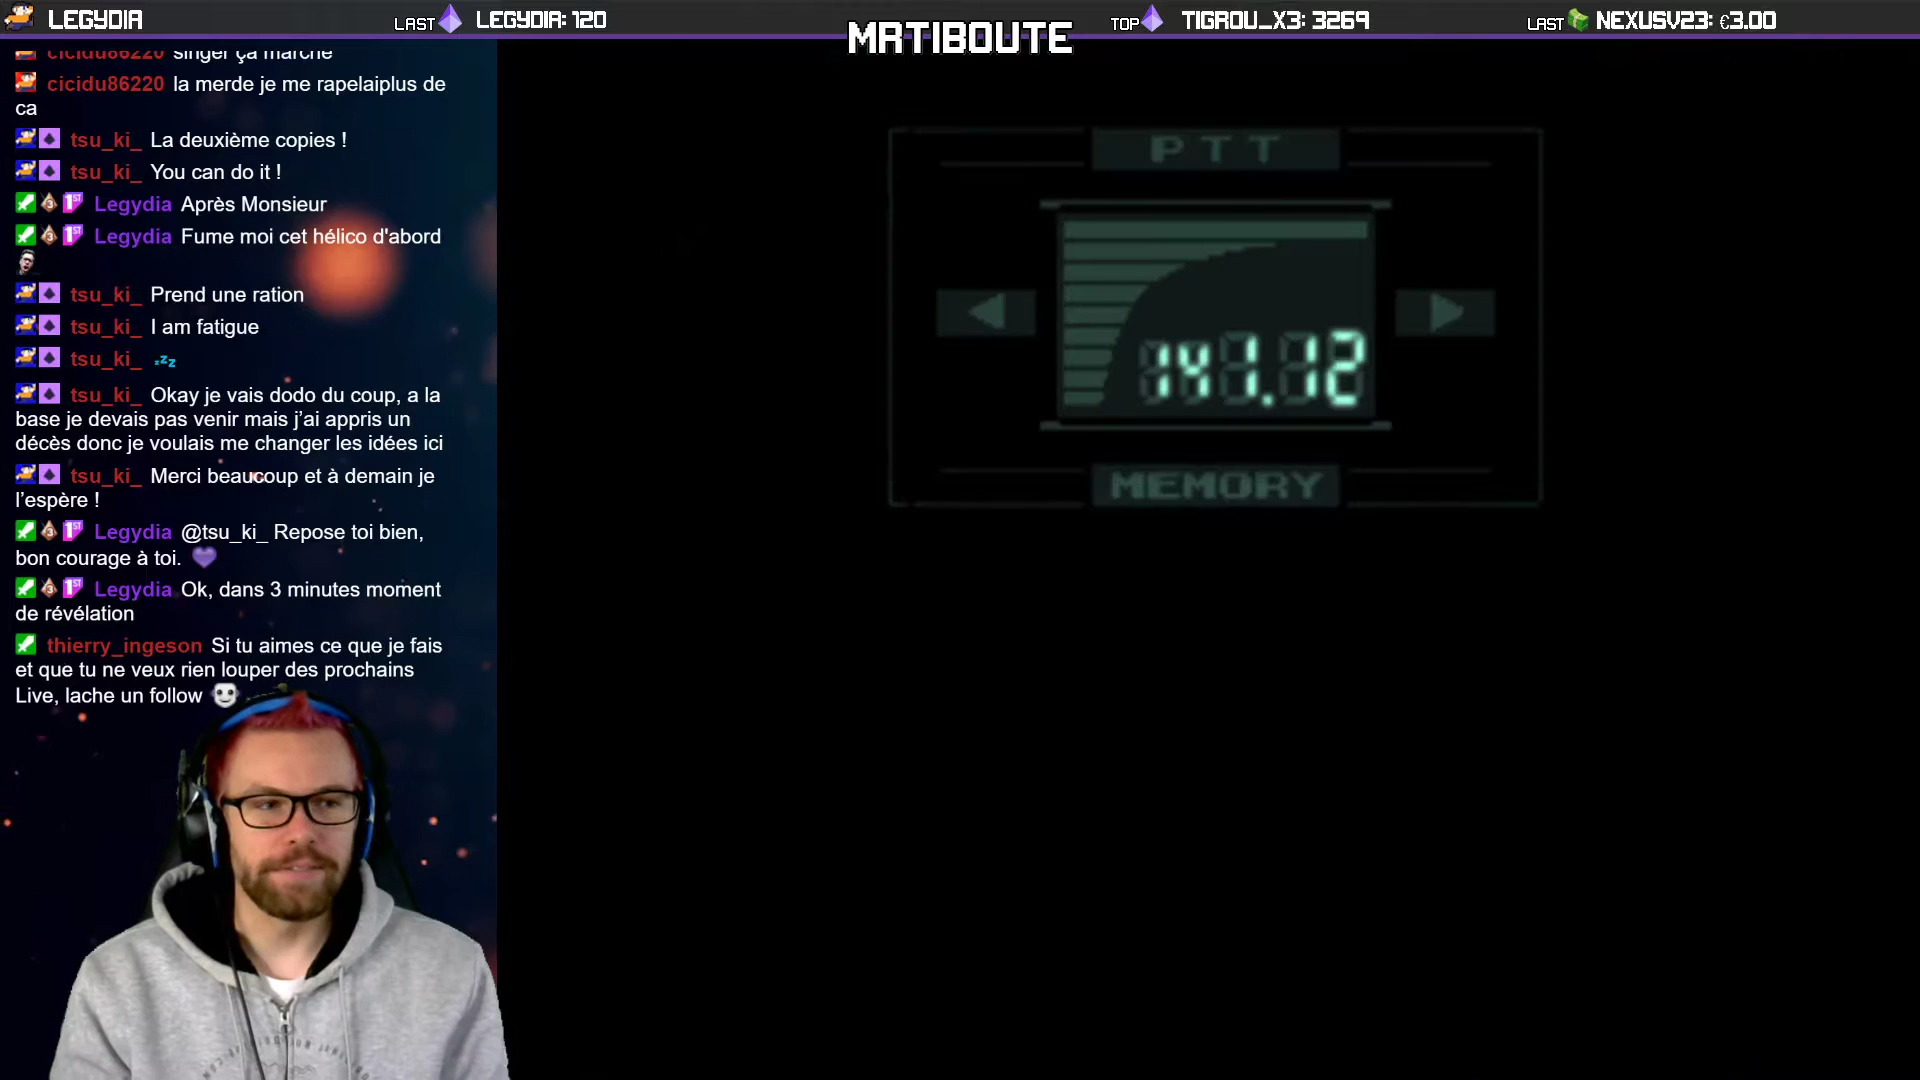 LEGYDIA
LAST LEGYDIA: 120
MRTIBOUTE
TOP TIGROU_X3: 3269
LAST NEXUSV23: €3.00
cicidu86220 singer ça marche
cicidu86220 la merde je me rapelaiplus de
ca
tsu_ki_ La deuxième copies !
tsu_ki_ You can do it !
Legydia Après Monsieur
Legydia Fume moi cet hélico d'abord
tsu_ki_ Prend une ration
tsu_ki_ I am fatigue
tsu_ki_
tsu_ki_ Okay je vais dodo du coup, a la
base je devais pas venir mais j’ai appris un
décès donc je voulais me changer les idées ici
tsu_ki_ Merci beaucoup et à demain je
l’espère !
Legydia @tsu_ki_ Repose toi bien,
bon courage à toi.
Legydia Ok, dans 3 minutes moment
de révélation
thierry_ingeson Si tu aimes ce que je fais
et que tu ne veux rien louper des prochains
Live, lache un follow
PTT
141.12
MEMORY